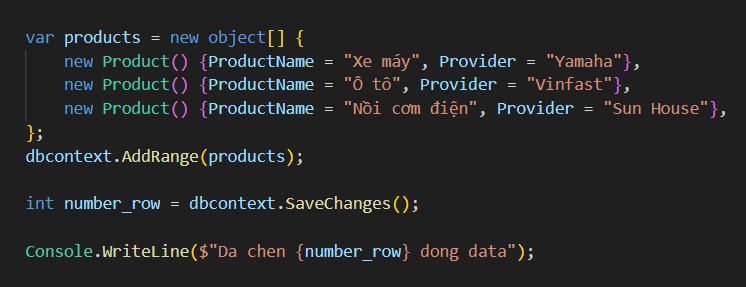 var products = new object[] {
    new Product() {ProductName = "Xe máy", Provider = "Yamaha"},
    new Product() {ProductName = "Ô tô", Provider = "Vinfast"},
    new Product() {ProductName = "Nồi cơm điện", Provider = "Sun House"},
};
dbcontext.AddRange(products);
int number_row = dbcontext.SaveChanges();
Console.WriteLine($"Da chen {number_row} dong data");